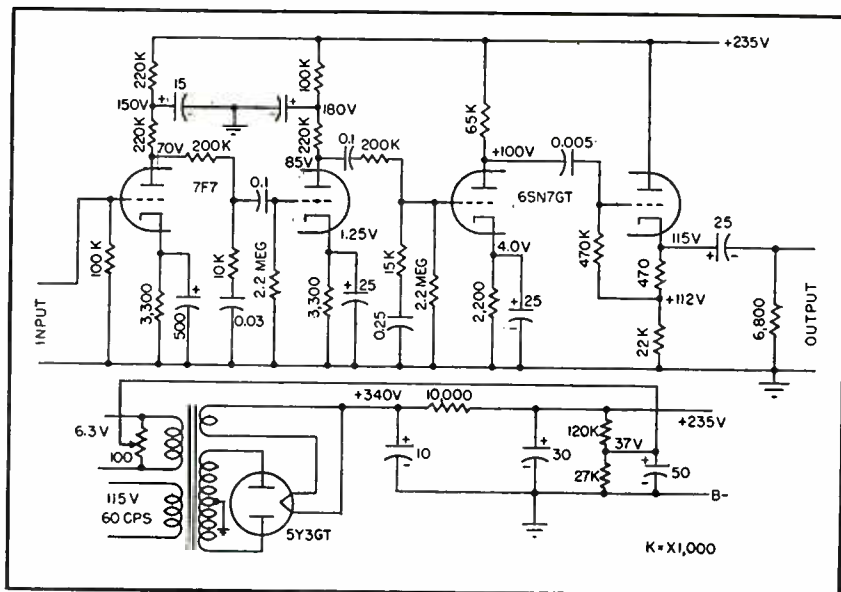 +235V
220K
15
+
-
+
-
100K
150V
180V
220K
70V
200K
220K
0.1
200K
65K
+100V
0.005
7F7
0.1
85V
6SN7GT
1.25V
4.0V
115V
25
+ -
INPUT
100K
3,300
+
500
10K
0.03
2.2 MEG
3,300
+
25
-
15K
0.25
2.2 MEG
2,200
+
25
-
470K
470
+112V
22K
6,800
OUTPUT
6.3V
100
115V
60 CPS
5Y3GT
+340V
10,000
+235V
+
10
-
+
30
-
120K
37V
27K
+
50
-
B-
K=X1,000